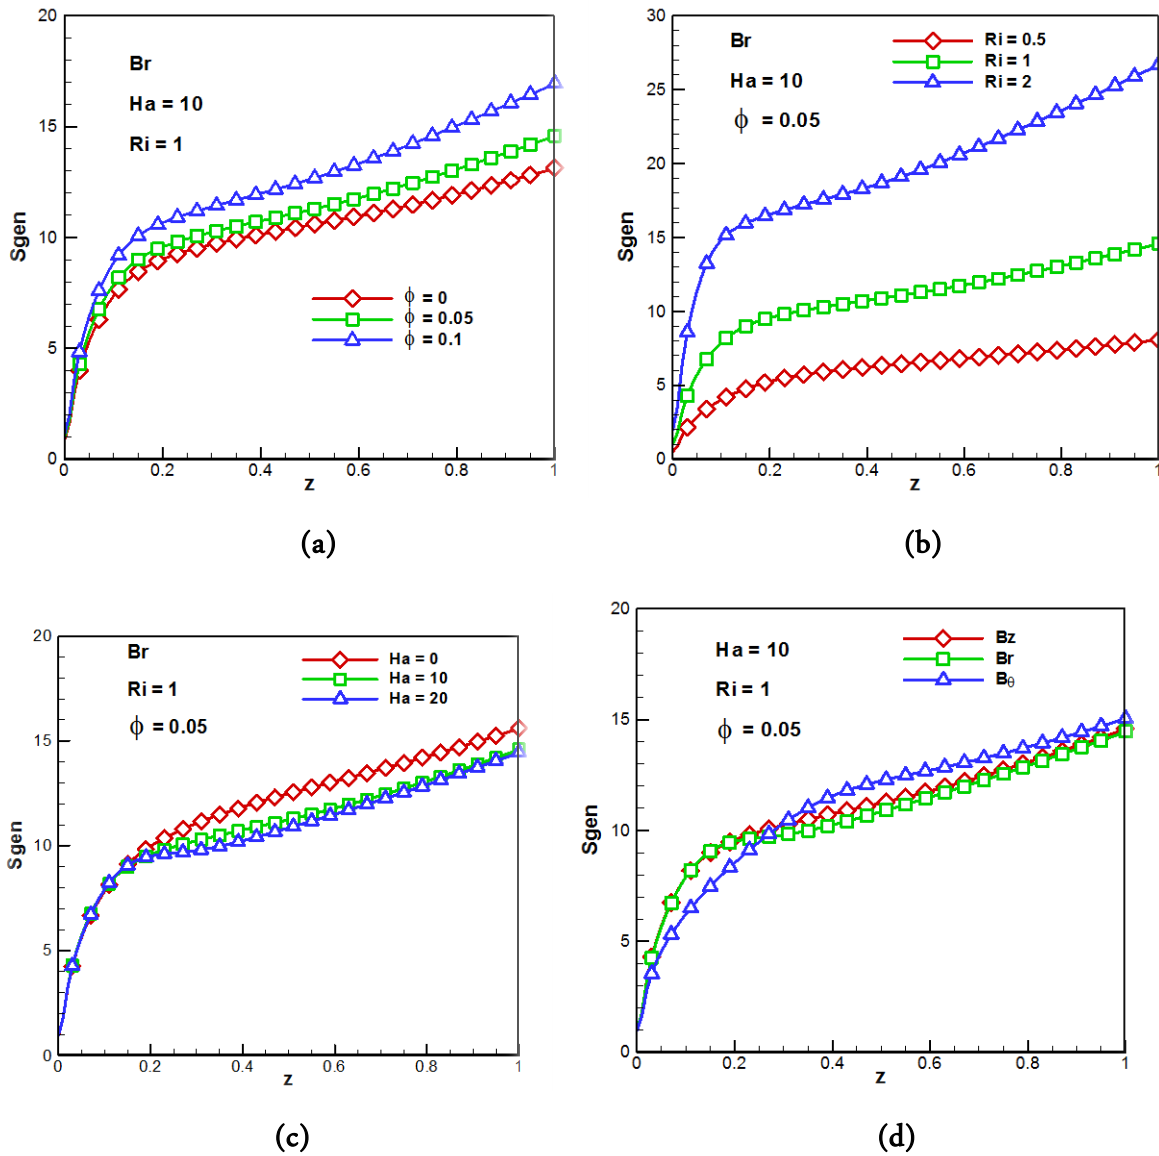 20
15
10
5
0
Sgen
Br
Ha = 10
Ri = 1
ϕ = 0
ϕ = 0.05
ϕ = 0.1
0 0.2 0.4 0.6 0.8 1
z
(a)
30
25
20
15
10
5
0
Sgen
Br
Ha = 10
ϕ = 0.05
Ri = 0.5
Ri = 1
Ri = 2
0 0.2 0.4 0.6 0.8 1
z
(b)
20
15
10
5
0
Sgen
Br
Ri = 1
ϕ = 0.05
Ha = 0
Ha = 10
Ha = 20
0 0.2 0.4 0.6 0.8 1
z
(c)
20
15
10
5
0
Sgen
Ha = 10
Ri = 1
ϕ = 0.05
Bz
Br
Bθ
0 0.2 0.4 0.6 0.8 1
z
(d)